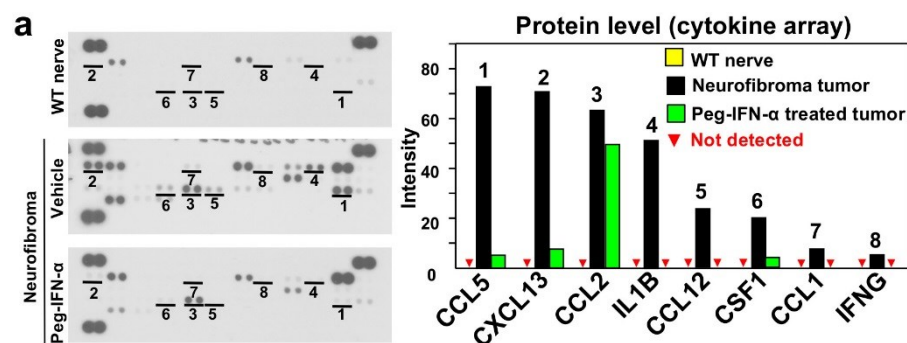 a
WT nerve
2
7
8
4
6 3 5
1
Neurofibroma
Vehicle
2
7
8
4
6 3 5
1
Peg-IFN-α
2
7
8
4
6 3 5
1
Protein level (cytokine array)
WT nerve
Neurofibroma tumor
Peg-IFN-α treated tumor
Not detected
Intensity
80
60
40
20
0
1
2
3
4
5
6
7
8
CCL5
CXCL13
CCL2
IL1B
CCL12
CSF1
CCL1
IFNG